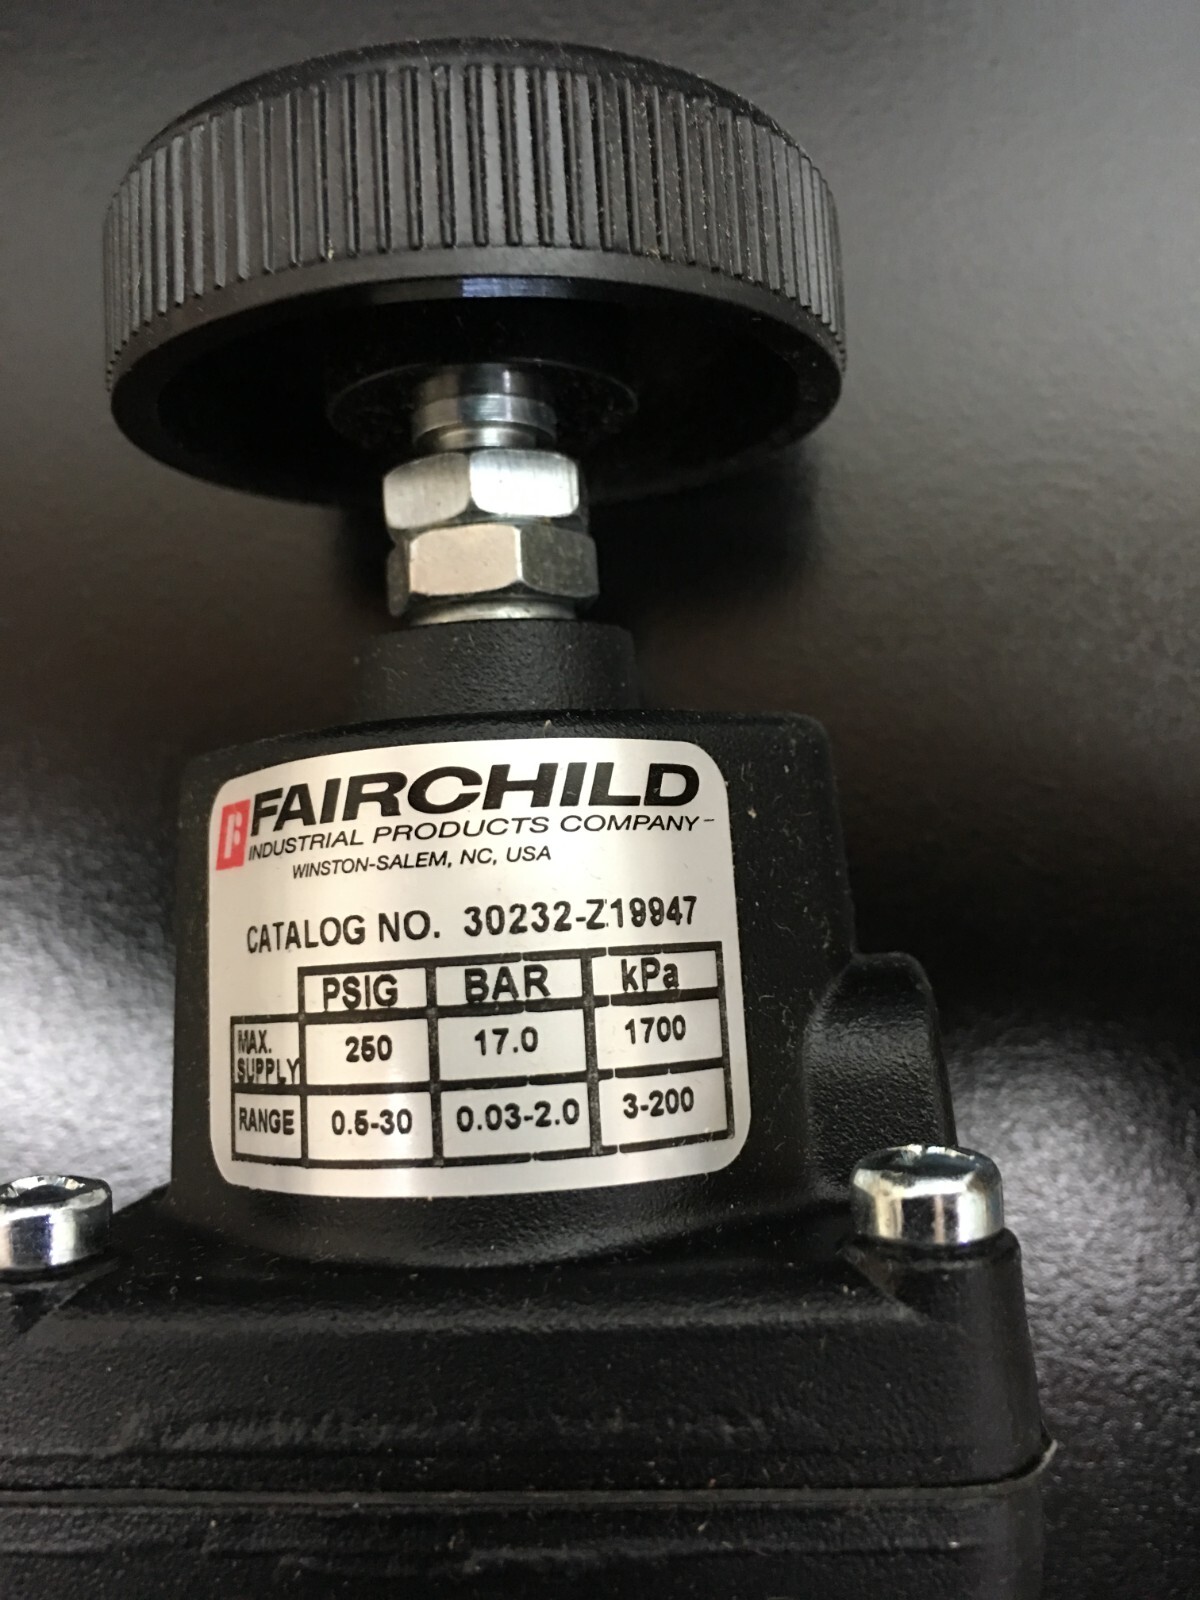 FAIRCHILD
INDUSTRIAL PRODUCTS COMPANY
WINSTON-SALEM, NC, USA
CATALOG NO. 30232-Z19947
PSIG BAR kPa
MAX. SUPPLY 250 17.0 1700
RANGE 0.5-30 0.03-2.0 3-200